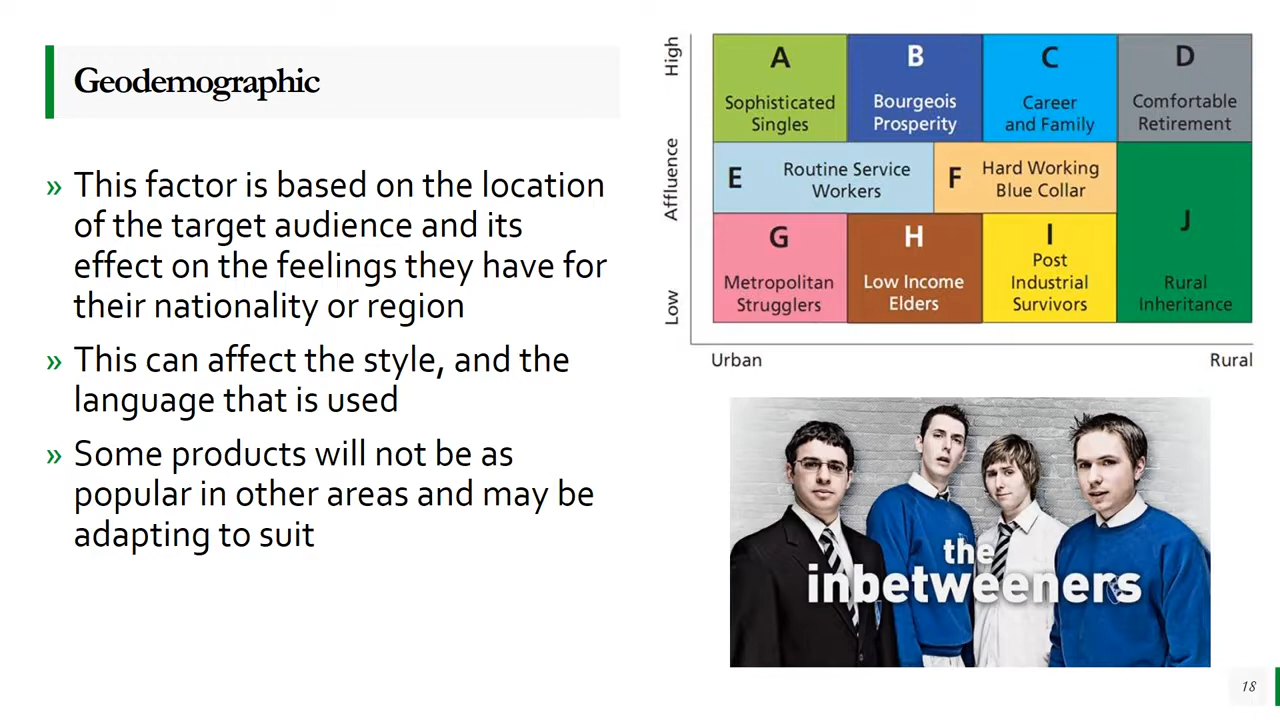 Geodemographic
» This factor is based on the location
of the target audience and its
effect on the feelings they have for
their nationality or region
» This can affect the style, and the
language that is used
» Some products will not be as
popular in other areas and may be
adapting to suit
High
Affluence
Low
A
Sophisticated
Singles
B
Bourgeois
Prosperity
C
Career
and Family
D
Comfortable
Retirement
E
Routine Service
Workers
F
Hard Working
Blue Collar
G
Metropolitan
Strugglers
H
Low Income
Elders
I
Post
Industrial
Survivors
J
Rural
Inheritance
Urban
Rural
the
inbetweeners
18